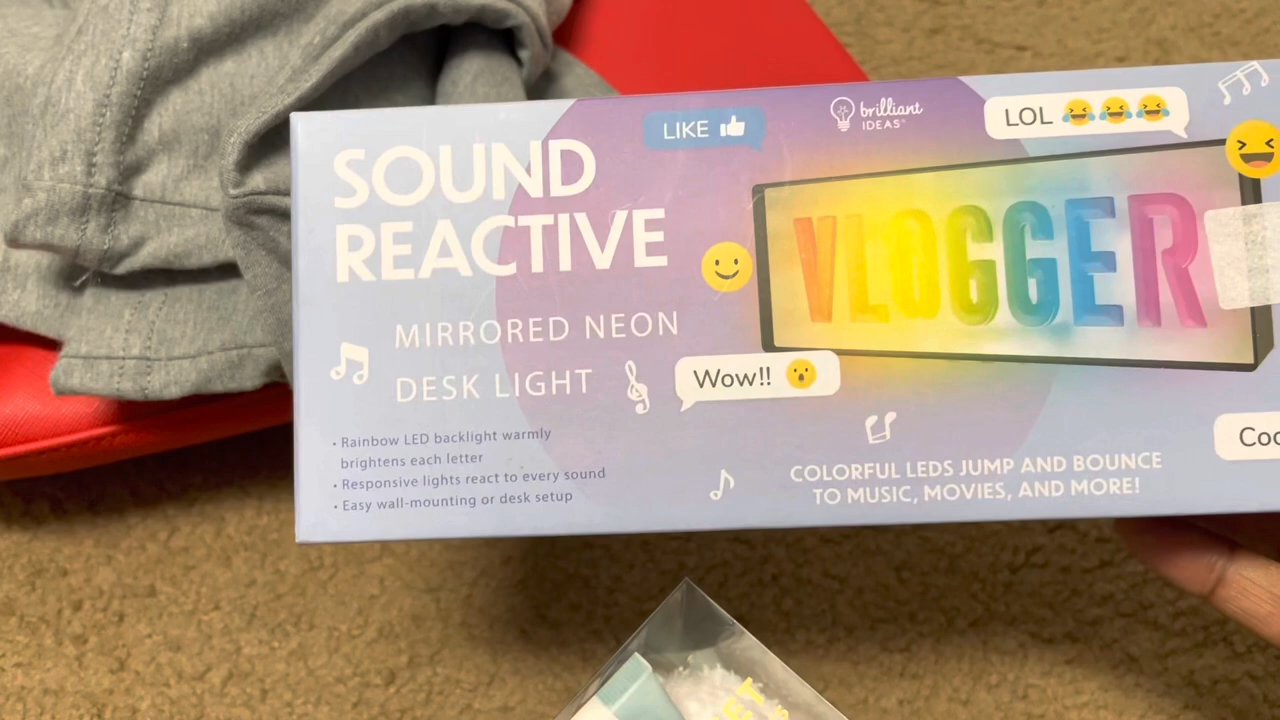 LIKE
brilliant
IDEAS
LOL
SOUND
REACTIVE
VLOGGER
MIRRORED NEON
DESK LIGHT
Wow!!
• Rainbow LED backlight warmly
brightens each letter
• Responsive lights react to every sound
• Easy wall-mounting or desk setup
COLORFUL LEDS JUMP AND BOUNCE
TO MUSIC, MOVIES, AND MORE!